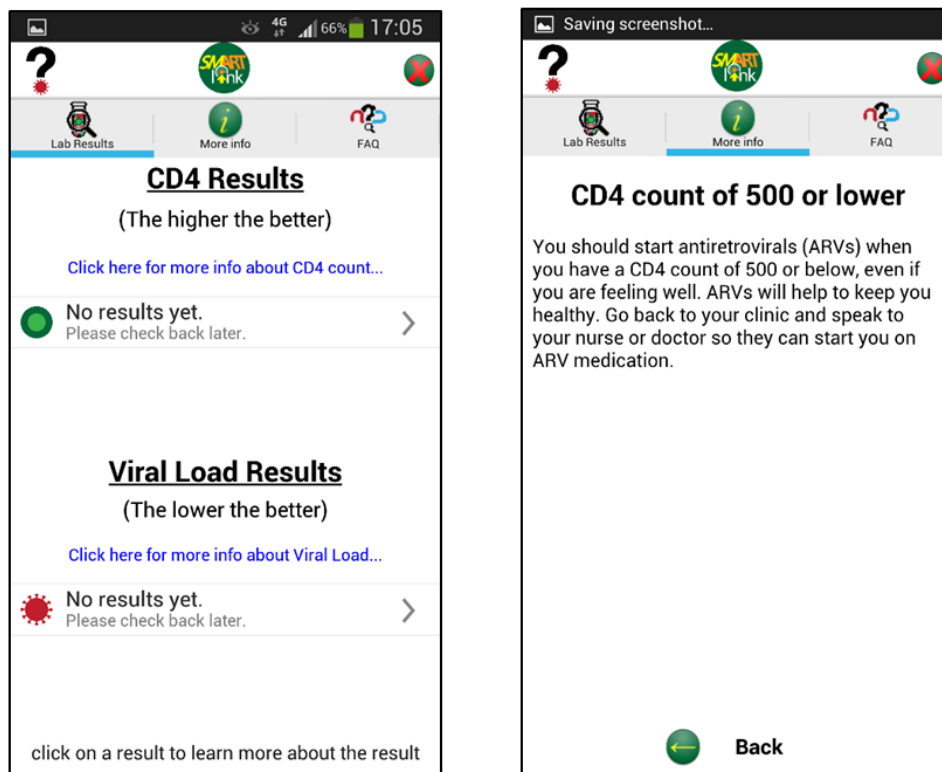 4G 66% 17:05
SMART
link
Lab Results More info FAQ
CD4 Results
(The higher the better)
Click here for more info about CD4 count...
No results yet.
Please check back later.
Viral Load Results
(The lower the better)
Click here for more info about Viral Load...
No results yet.
Please check back later.
click on a result to learn more about the result
Saving screenshot...
SMART
link
Lab Results More info FAQ
CD4 count of 500 or lower
You should start antiretrovirals (ARVs) when
you have a CD4 count of 500 or below, even if
you are feeling well. ARVs will help to keep you
healthy. Go back to your clinic and speak to
your nurse or doctor so they can start you on
ARV medication.
Back